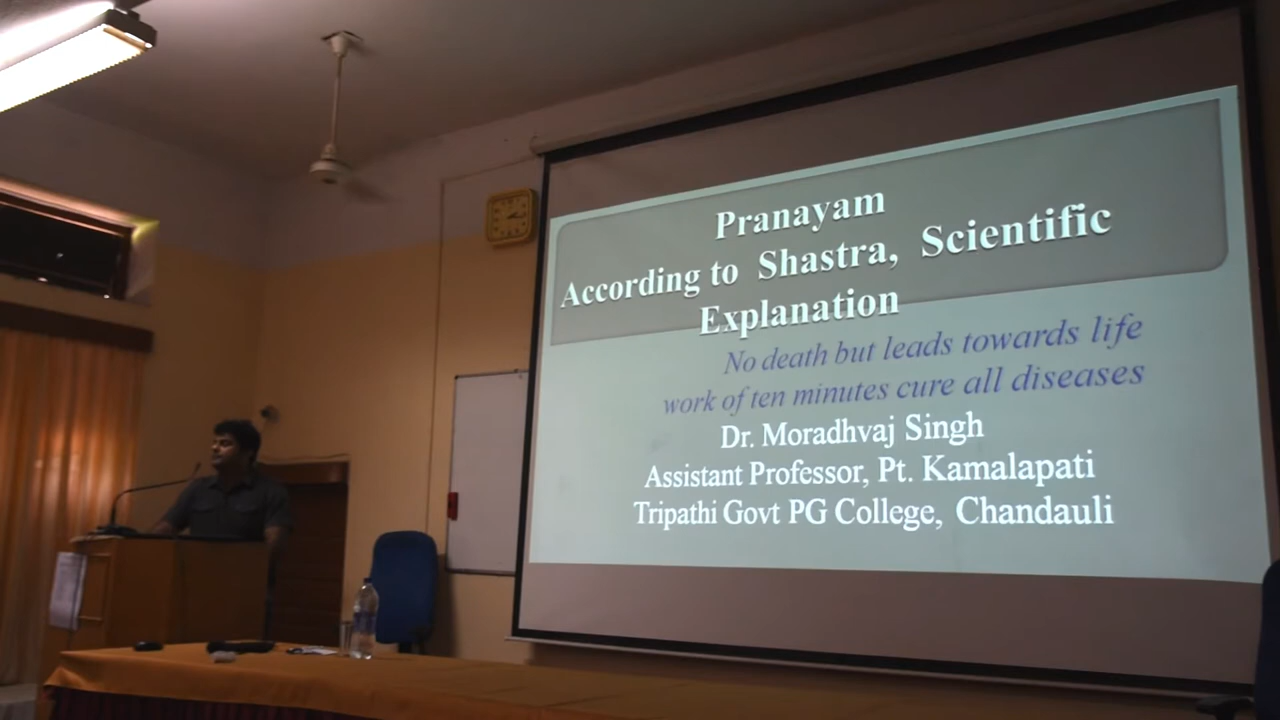 Pranayam
According to Shastra, Scientific
Explanation
No death but leads towards life
work of ten minutes cure all diseases
Dr. Moradhvaj Singh
Assistant Professor, Pt. Kamalapati
Tripathi Govt PG College, Chandauli